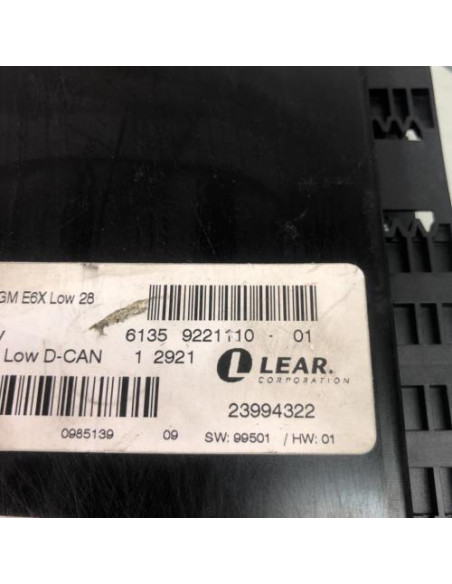 GM E6X Low 28
6135 9221110 - 01
Low D-CAN 1 2921
LEAR.
CORPORATION
23994322
0985139 09 SW: 99501 / HW: 01